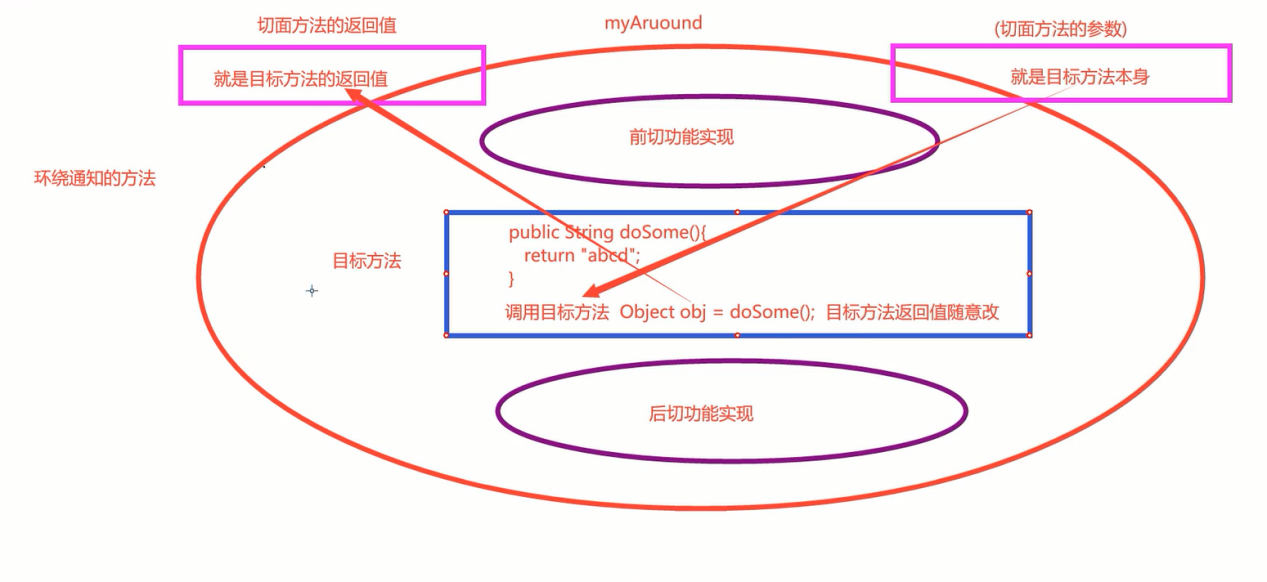 切面方法的返回值
myAruound
(切面方法的参数)
就是目标方法的返回值
就是目标方法本身
前切功能实现
环绕通知的方法
目标方法
public String doSome(){
return "abcd";
}
调用目标方法 Object obj = doSome(); 目标方法返回值随意改
后切功能实现